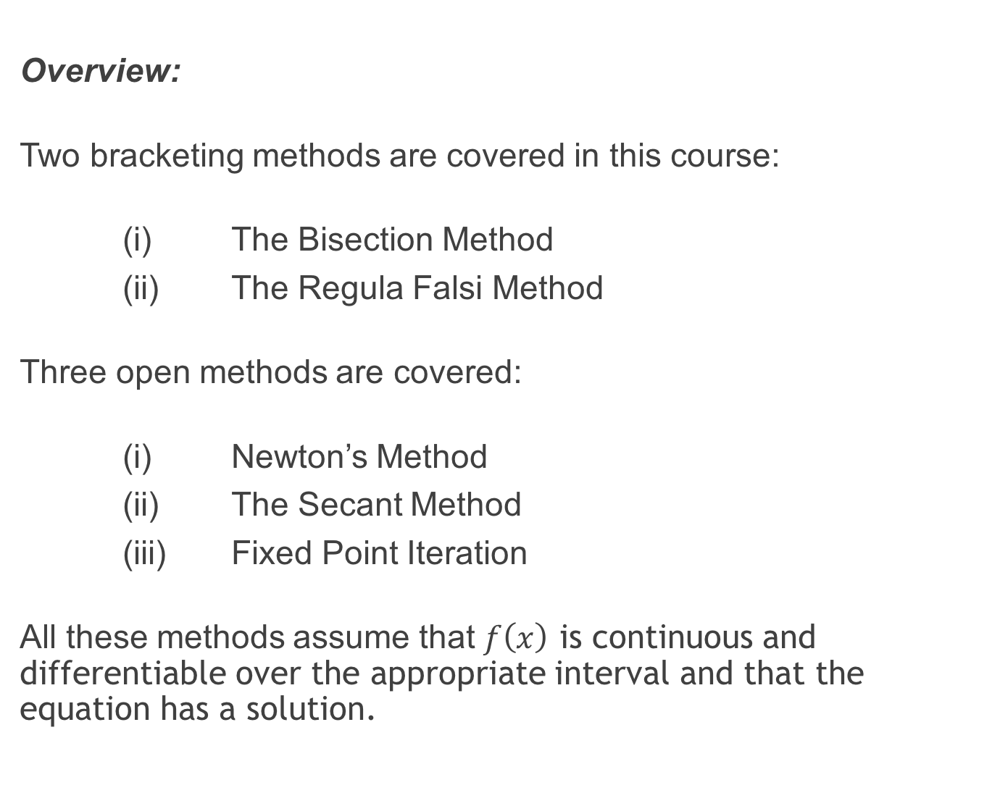 Overview:
Two bracketing methods are covered in this course:
(i) The Bisection Method
(ii) The Regula Falsi Method
Three open methods are covered:
(i) Newton’s Method
(ii) The Secant Method
(iii) Fixed Point Iteration
All these methods assume that 𝑓(𝑥) is continuous and
differentiable over the appropriate interval and that the
equation has a solution.